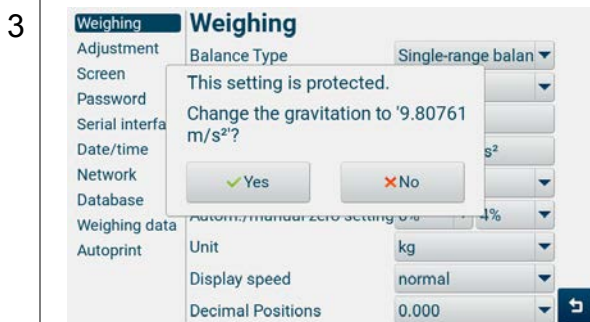 3
Weighing
Adjustment
Screen
Password
Serial interfa
Date/time
Network
Database
Weighing data
Autoprint
Weighing
Balance Type Single-range balan
This setting is protected.
Change the gravitation to '9.80761
m/s²'?
s²
Yes No
4%
Unit kg
Display speed normal
Decimal Positions 0.000